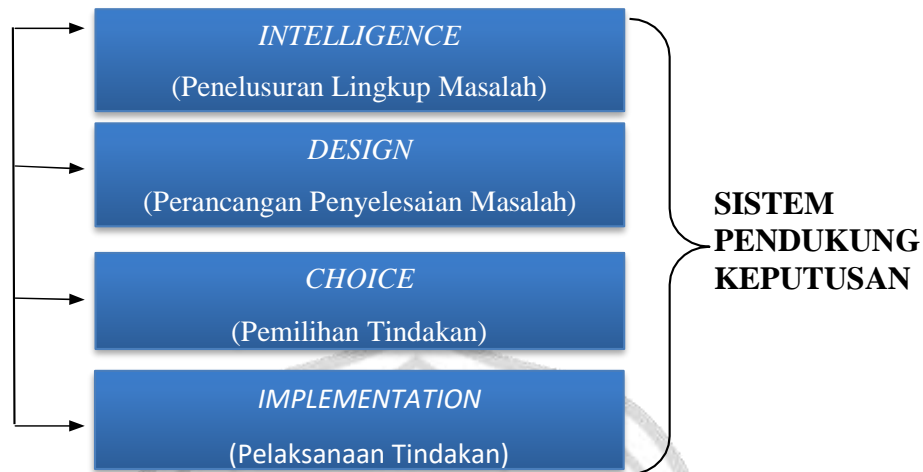 INTELLIGENCE
(Penelusuran Lingkup Masalah)
DESIGN
(Perancangan Penyelesaian Masalah)
CHOICE
(Pemilihan Tindakan)
IMPLEMENTATION
(Pelaksanaan Tindakan)
SISTEM
PENDUKUNG
KEPUTUSAN